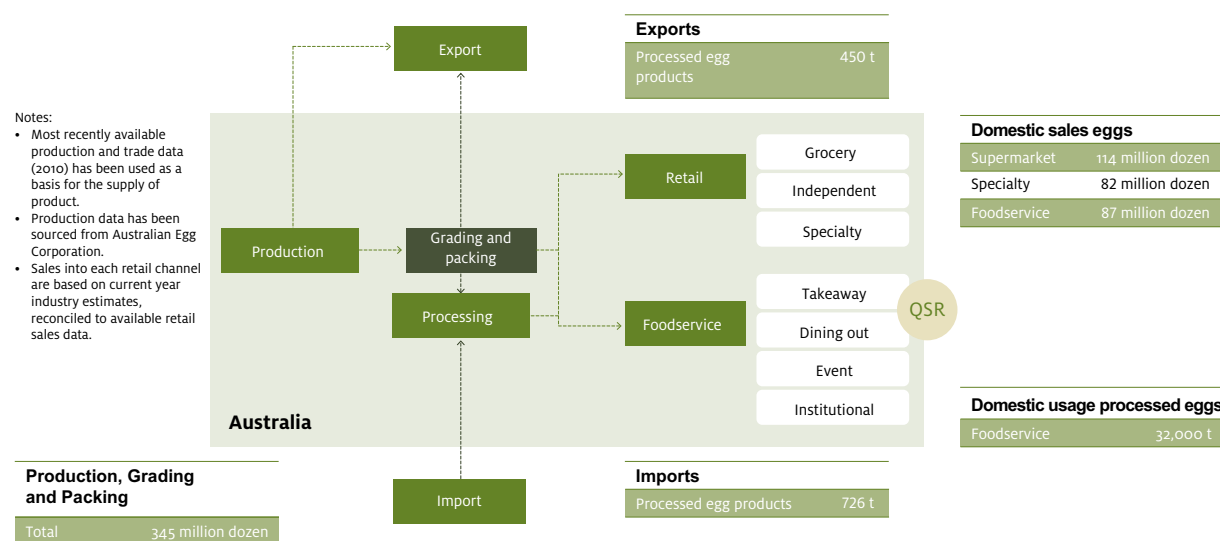 Export
Exports
Processed egg
products
450 t
Notes:
• Most recently available
production and trade data
(2010) has been used as a
basis for the supply of
product.
• Production data has been
sourced from Australian Egg
Corporation.
• Sales into each retail channel
are based on current year
industry estimates,
reconciled to available retail
sales data.
Production
Grading and
packing
Processing
Retail
Foodservice
Grocery
Independent
Specialty
Takeaway
Dining out
Event
Institutional
QSR
Australia
Domestic sales eggs
Supermarket 114 million dozen
Specialty 82 million dozen
Foodservice 87 million dozen
Domestic usage processed eggs
Foodservice 32,000 t
Production, Grading
and Packing
Total 345 million dozen
Import
Imports
Processed egg products 726 t